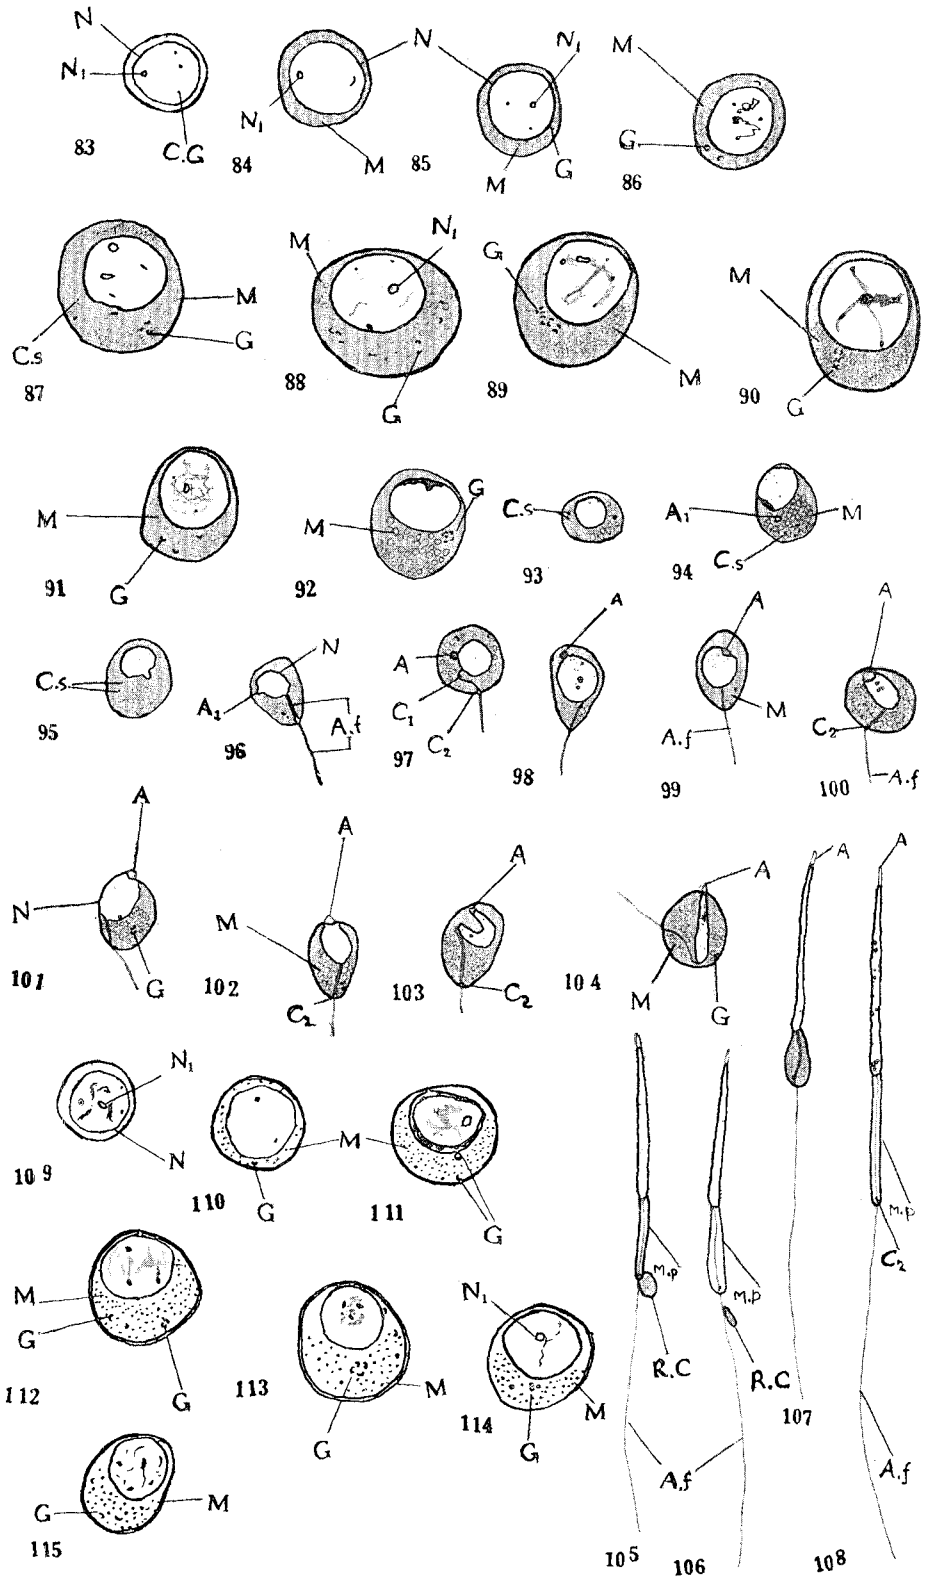 N
N₁
83
C.G
N₁
84
N
M
85
N₁
M
G
M
G
86
C.s
87
M
G
M
88
N₁
G
G
89
M
M
90
G
M
91
G
M
92
G
C.s
93
A₁
C.s
94
M
C.s
95
A₁
96
N
A.f
A
C₁
C₂
97
A
98
A
M
A.f
99
A
C₂
A.f
100
A
N
G
101
A
M
C₂
102
A
C₂
103
A
M
G
104
A
107
A
M.p
C₂
A.f
108
M.p
R.C
105
M.p
R.C
106
A.f
N₁
N
109
G
110
M
G
111
M
G
G
112
G
M
113
N₁
M
G
114
G
M
115